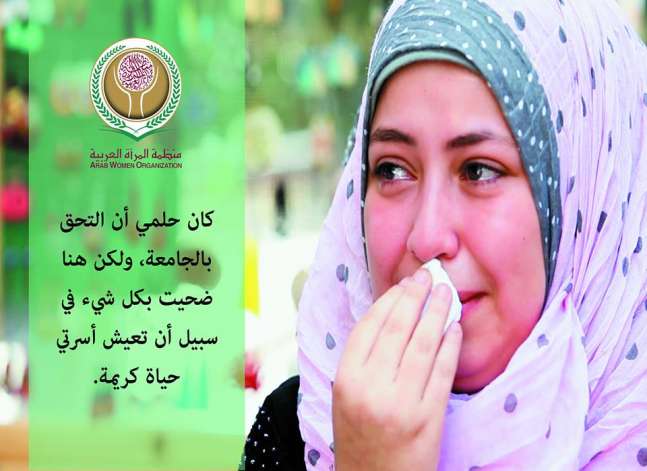 منظمة المرأة العربية
ARAB WOMEN ORGANIZATION
كان حلمي أن التحق
بالجامعة، ولكن هنا
ضحيت بكل شيء في
سبيل أن تعيش أسرتي
حياة كريمة.